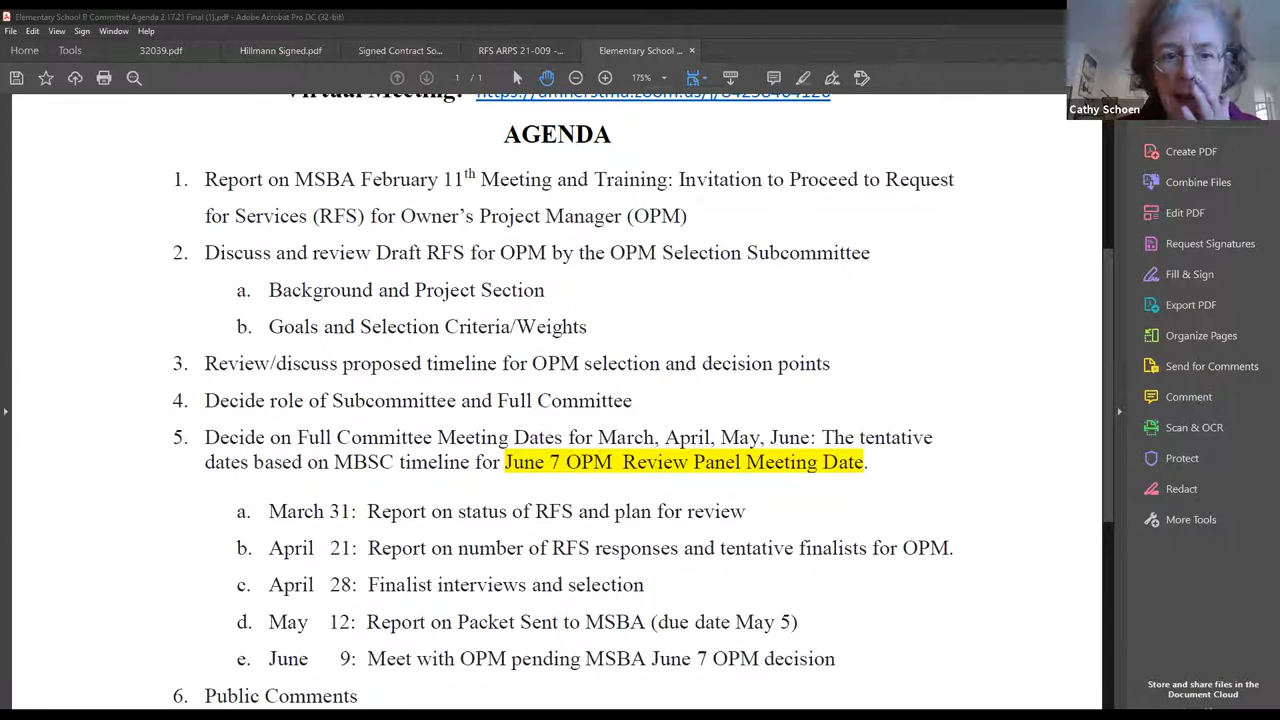 Elementary School B Committee Agenda 2.17.21 Final (1).pdf - Adobe Acrobat Pro DC (32-bit)
File Edit View Sign Window Help
Home Tools 32039.pdf Hillmann Signed.pdf Signed Contract So... RFS ARPS 21-009 -... Elementary School ... ×
1 / 1 175%
Virtual Meeting:
AGENDA
1. Report on MSBA February 11th Meeting and Training: Invitation to Proceed to Request
for Services (RFS) for Owner's Project Manager (OPM)
2. Discuss and review Draft RFS for OPM by the OPM Selection Subcommittee
a. Background and Project Section
b. Goals and Selection Criteria/Weights
3. Review/discuss proposed timeline for OPM selection and decision points
4. Decide role of Subcommittee and Full Committee
5. Decide on Full Committee Meeting Dates for March, April, May, June: The tentative
dates based on MBSC timeline for June 7 OPM Review Panel Meeting Date.
a. March 31: Report on status of RFS and plan for review
b. April 21: Report on number of RFS responses and tentative finalists for OPM.
c. April 28: Finalist interviews and selection
d. May 12: Report on Packet Sent to MSBA (due date May 5)
e. June 9: Meet with OPM pending MSBA June 7 OPM decision
6. Public Comments
Cathy Schoen
Create PDF
Combine Files
Edit PDF
Request Signatures
Fill & Sign
Export PDF
Organize Pages
Send for Comments
Comment
Scan & OCR
Protect
Redact
More Tools
Store and share files in the
Document Cloud